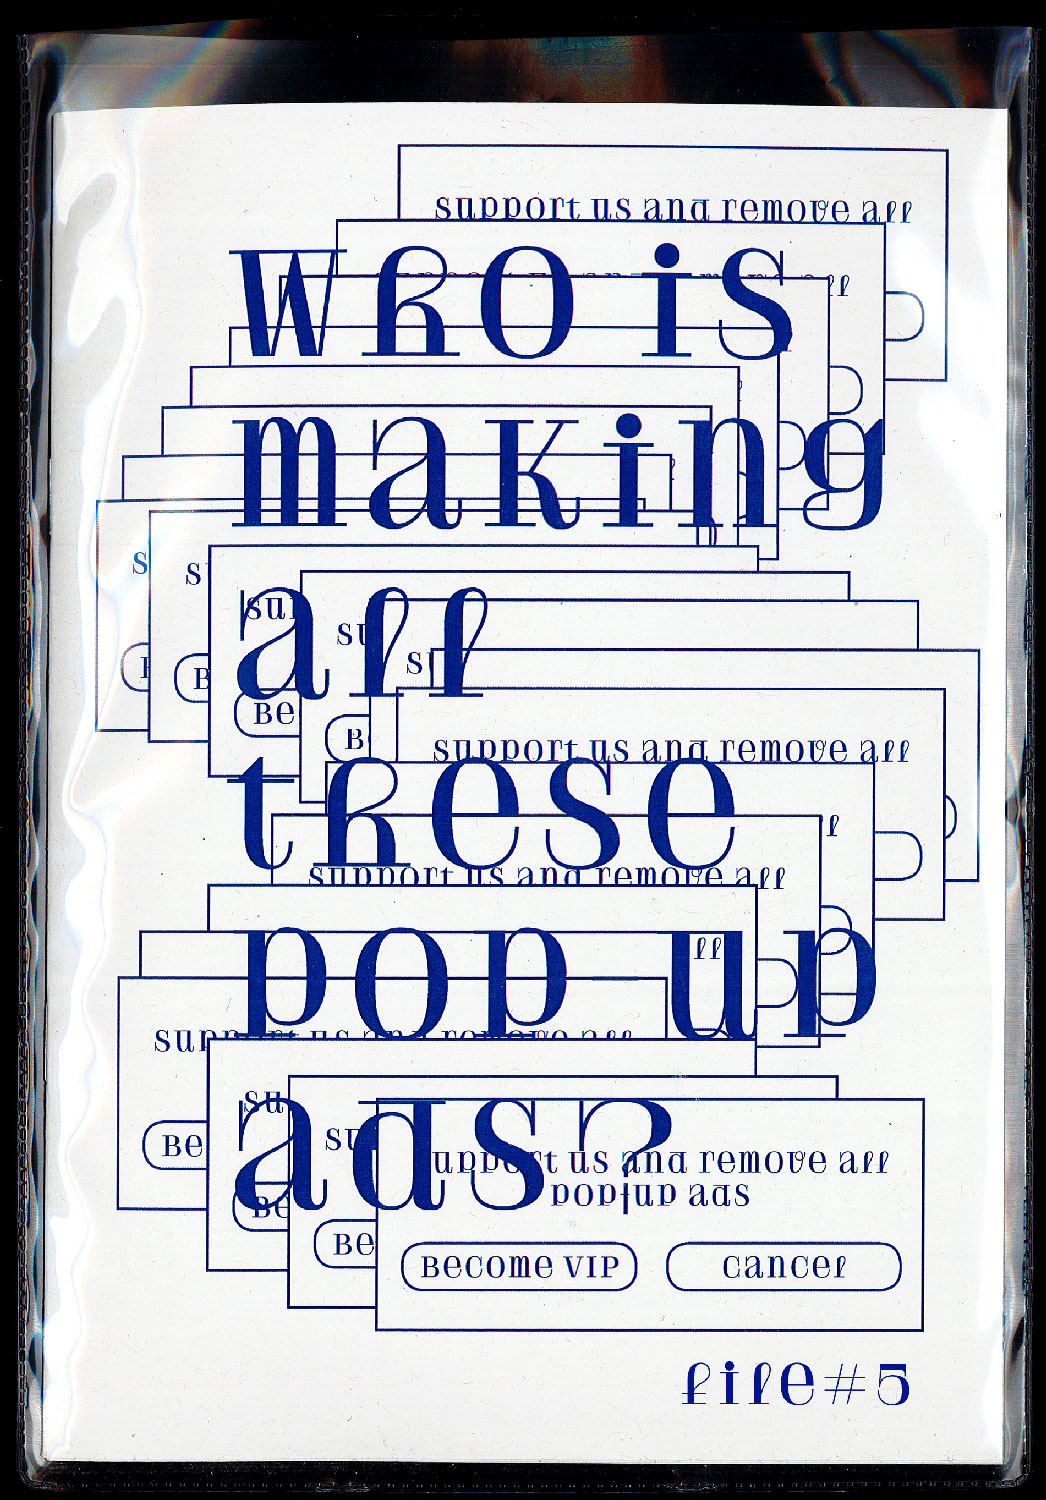 support us and remove all
who is
making
all
these
pop up
ads?
support us and remove all
support us and remove all
support us and remove all
support us and remove all
pop-up ads
Become VIP
cancel
file#5